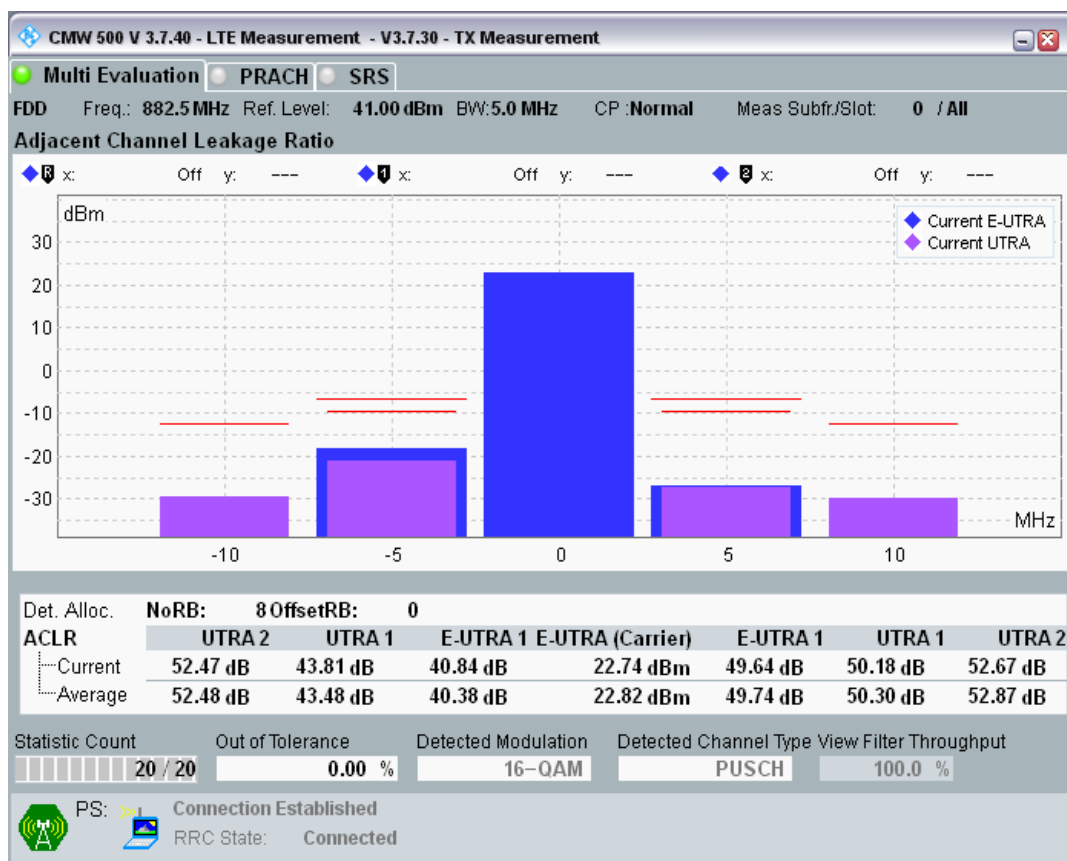 CMW 500 V 3.7.40 - LTE Measurement - V3.7.30 - TX Measurement
Multi Evaluation PRACH SRS
FDD Freq.: 882.5 MHz Ref. Level: 41.00 dBm BW:5.0 MHz CP :Normal Meas Subfr./Slot: 0 / All
Adjacent Channel Leakage Ratio
R x: Off y: --- 1 x: Off y: --- 2 x: Off y: ---
dBm
Current E-UTRA
Current UTRA
30
20
10
0
-10
-20
-30
MHz
-10 -5 0 5 10
Det. Alloc. NoRB: 8 OffsetRB: 0
ACLR UTRA 2 UTRA 1 E-UTRA 1 E-UTRA (Carrier) E-UTRA 1 UTRA 1 UTRA 2
Current 52.47 dB 43.81 dB 40.84 dB 22.74 dBm 49.64 dB 50.18 dB 52.67 dB
Average 52.48 dB 43.48 dB 40.38 dB 22.82 dBm 49.74 dB 50.30 dB 52.87 dB
Statistic Count Out of Tolerance Detected Modulation Detected Channel Type View Filter Throughput
20 / 20 0.00 % 16-QAM PUSCH 100.0 %
PS: Connection Established
RRC State: Connected